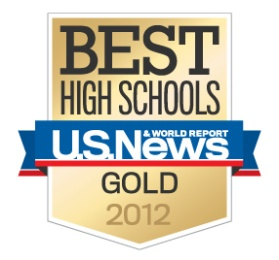 BEST
HIGH SCHOOLS
& WORLD REPORT
U.S.News
GOLD
2012